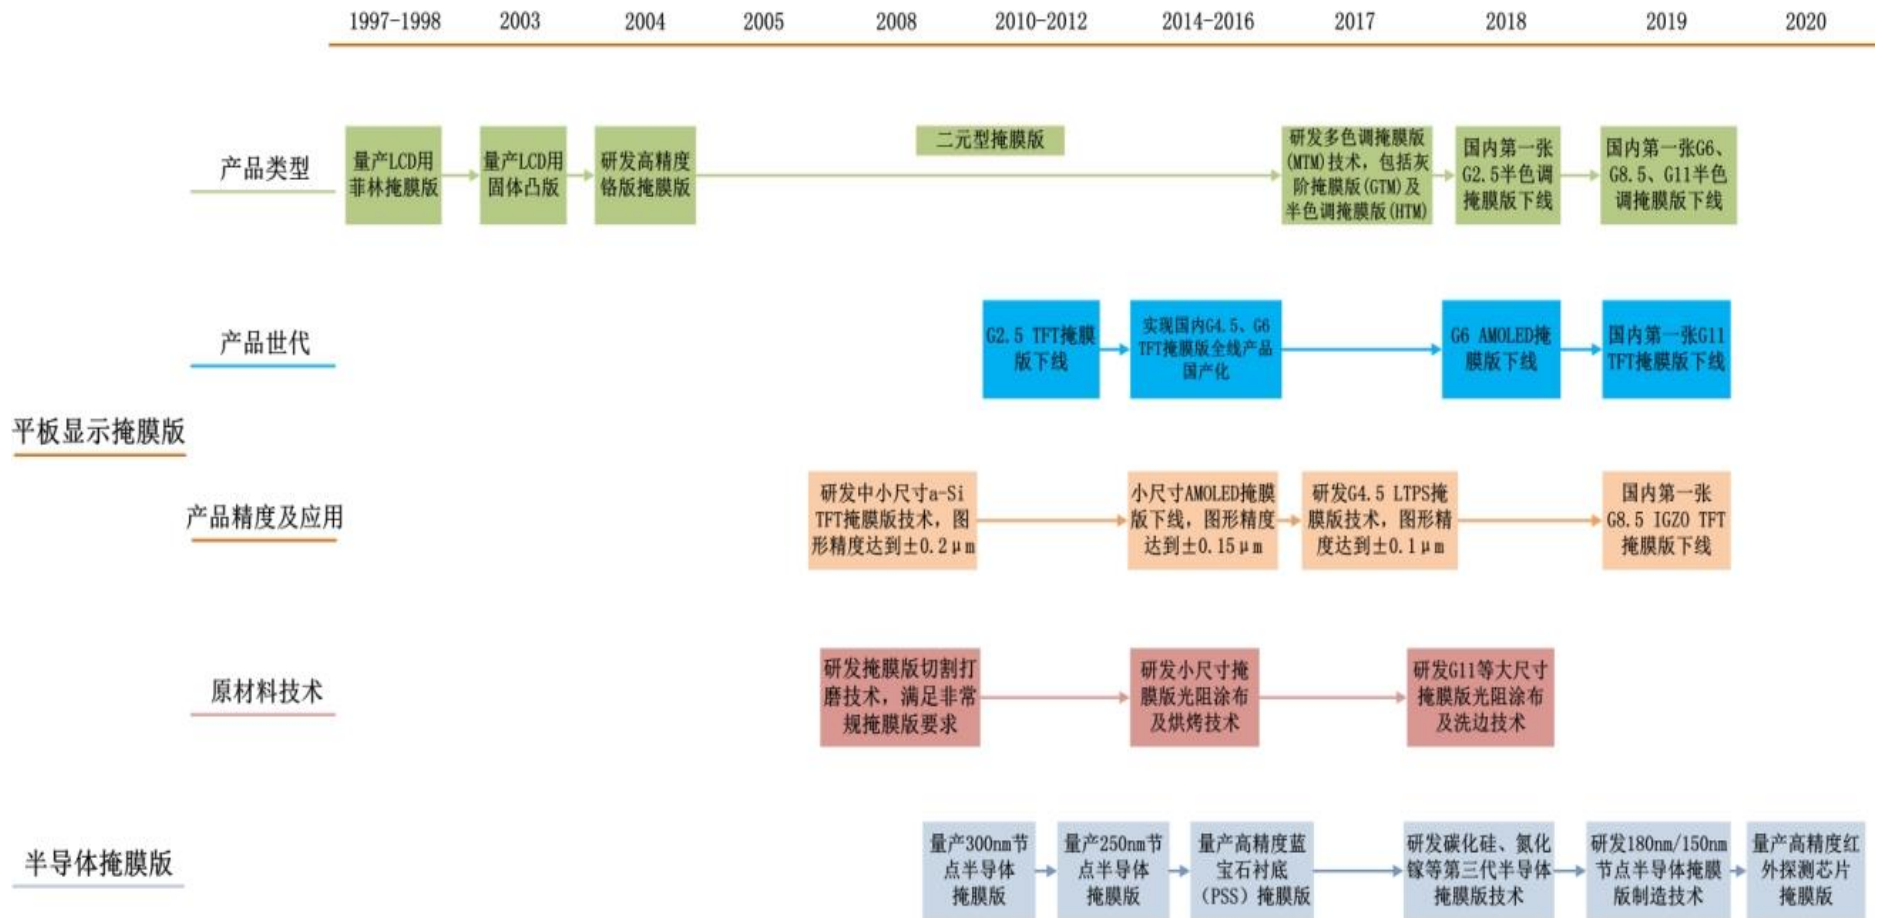 1997-1998 2003 2004 2005 2008 2010-2012 2014-2016 2017 2018 2019 2020
产品类型
量产LCD用
菲林掩膜版
量产LCD用
固体凸版
研发高精度
铬版掩膜版
二元型掩膜版
研发多色调掩膜版
(MTM)技术，包括灰
阶掩膜版(GTM)及
半色调掩膜版(HTM)
国内第一张
G2.5半色调
掩膜版下线
国内第一张G6、
G8.5、G11半色
调掩膜版下线
产品世代
G2.5 TFT掩膜
版下线
实现国内G4.5、G6
TFT掩膜版全线产品
国产化
G6 AMOLED掩
膜版下线
国内第一张G11
TFT掩膜版下线
平板显示掩膜版
产品精度及应用
研发中小尺寸a-Si
TFT掩膜版技术，图
形精度达到±0.2μm
小尺寸AMOLED掩膜
版下线，图形精度
达到±0.15μm
研发G4.5 LTPS掩
膜版技术，图形精
度达到±0.1μm
国内第一张
G8.5 IGZO TFT
掩膜版下线
原材料技术
研发掩膜版切割打
磨技术，满足非常
规掩膜版要求
研发小尺寸掩
膜版光阻涂布
及烘烤技术
研发G11等大尺寸
掩膜版光阻涂布
及洗边技术
半导体掩膜版
量产300nm节
点半导体
掩膜版
量产250nm节
点半导体
掩膜版
量产高精度蓝
宝石衬底
（PSS）掩膜版
研发碳化硅、氮化
镓等第三代半导体
掩膜版技术
研发180nm/150nm
节点半导体掩膜
版制造技术
量产高精度红
外探测芯片
掩膜版